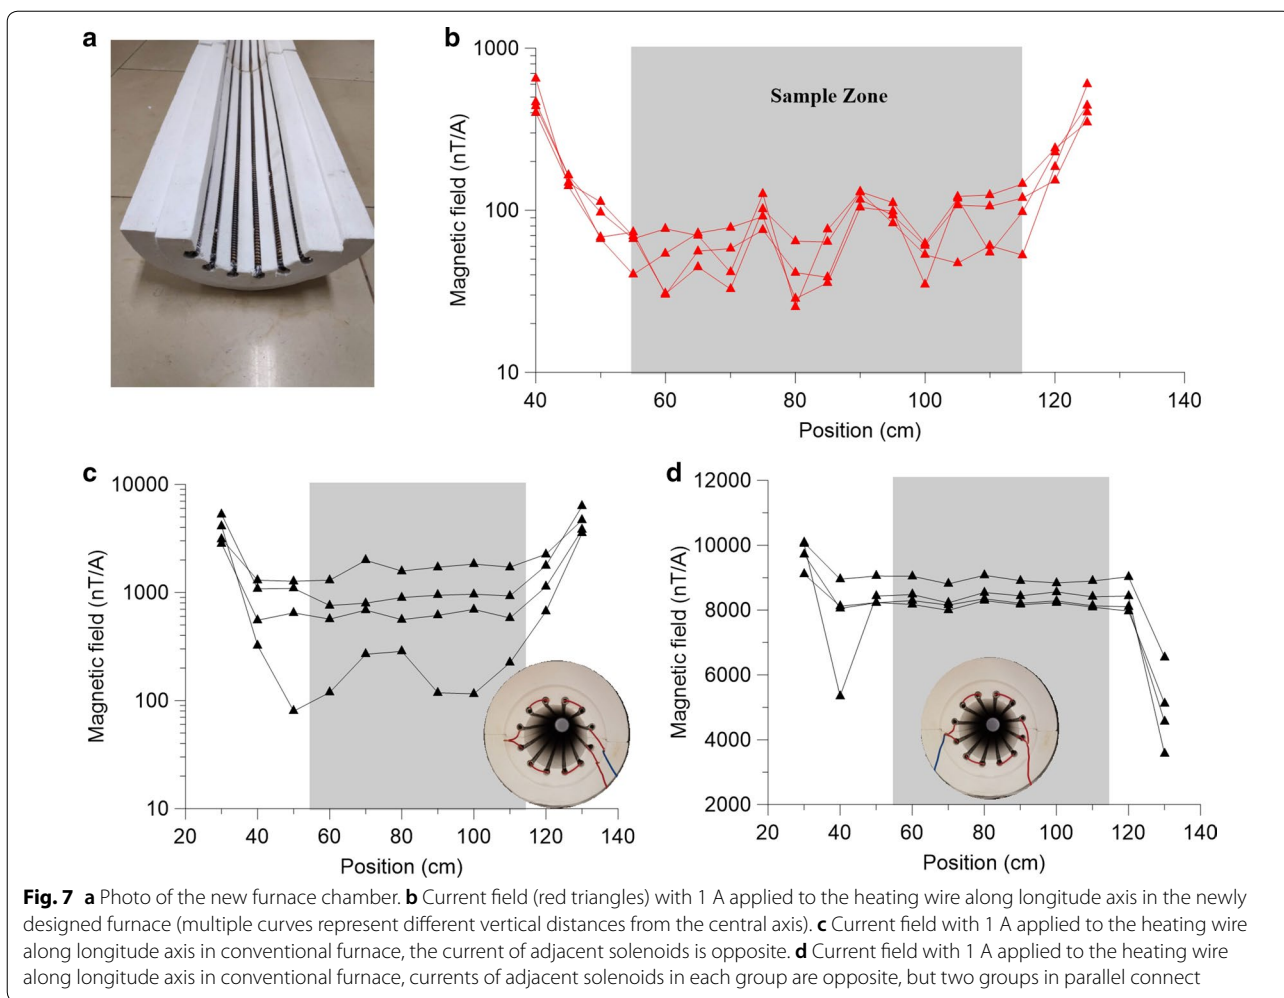 a
b
1000
100
10
Magnetic field (nT/A)
Sample Zone
40 60 80 100 120 140
Position (cm)
c
10000
1000
100
10
Magnetic field (nT/A)
20 40 60 80 100 120 140
Position (cm)
d
12000
10000
8000
6000
4000
2000
Magnetic field (nT/A)
20 40 60 80 100 120 140
Position (cm)
Fig. 7 a Photo of the new furnace chamber. b Current field (red triangles) with 1 A applied to the heating wire along longitude axis in the newly
designed furnace (multiple curves represent different vertical distances from the central axis). c Current field with 1 A applied to the heating wire
along longitude axis in conventional furnace, the current of adjacent solenoids is opposite. d Current field with 1 A applied to the heating wire
along longitude axis in conventional furnace, currents of adjacent solenoids in each group are opposite, but two groups in parallel connect